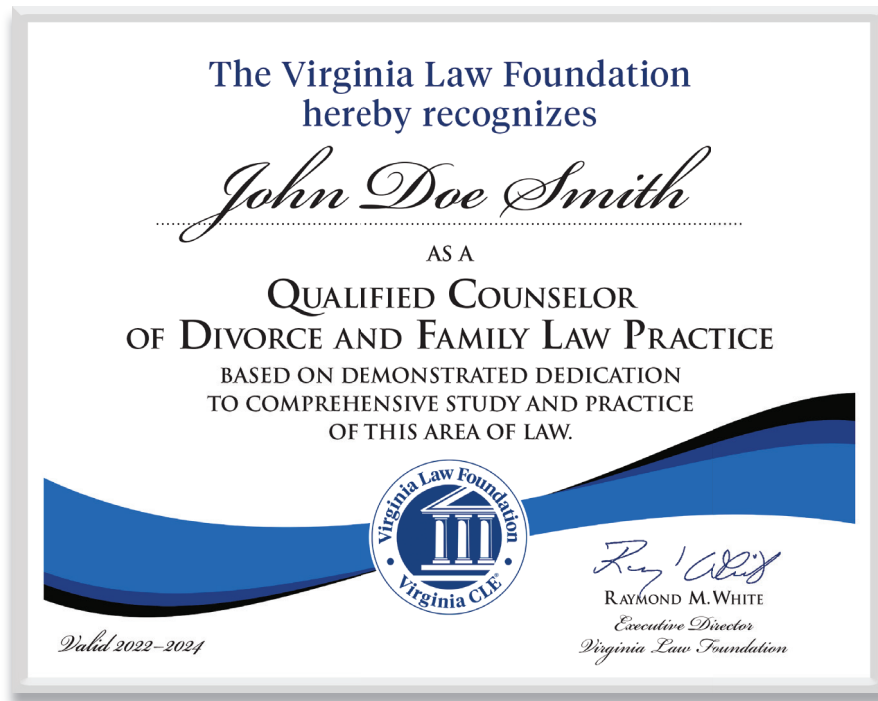 The Virginia Law Foundation
hereby recognizes
John Doe Smith
AS A
QUALIFIED COUNSELOR
OF DIVORCE AND FAMILY LAW PRACTICE
BASED ON DEMONSTRATED DEDICATION
TO COMPREHENSIVE STUDY AND PRACTICE
OF THIS AREA OF LAW.
Virginia Law Foundation
• Virginia CLE® •
RAYMOND M. WHITE
Executive Director
Virginia Law Foundation
Valid 2022–2024